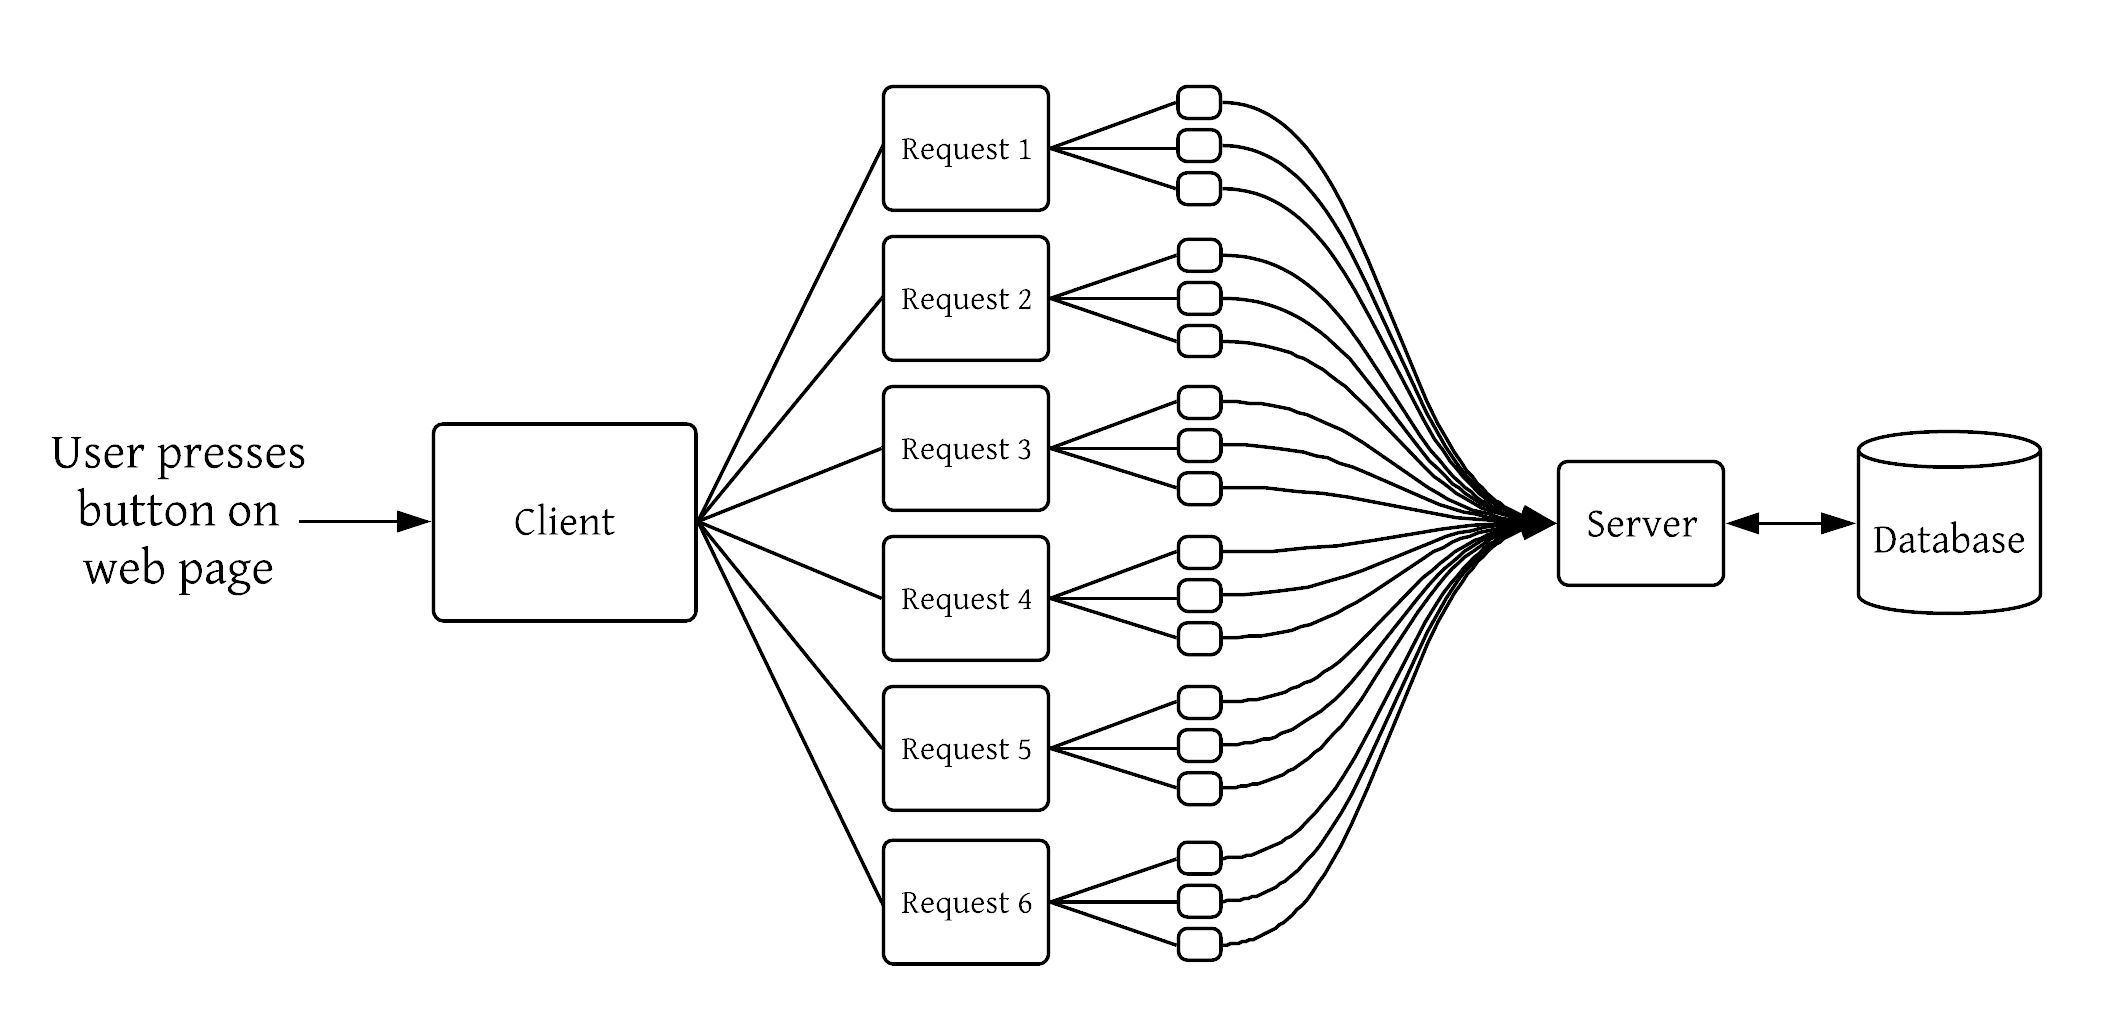 User presses
button on
web page
Client
Request 1
Request 2
Request 3
Request 4
Request 5
Request 6
Server
Database